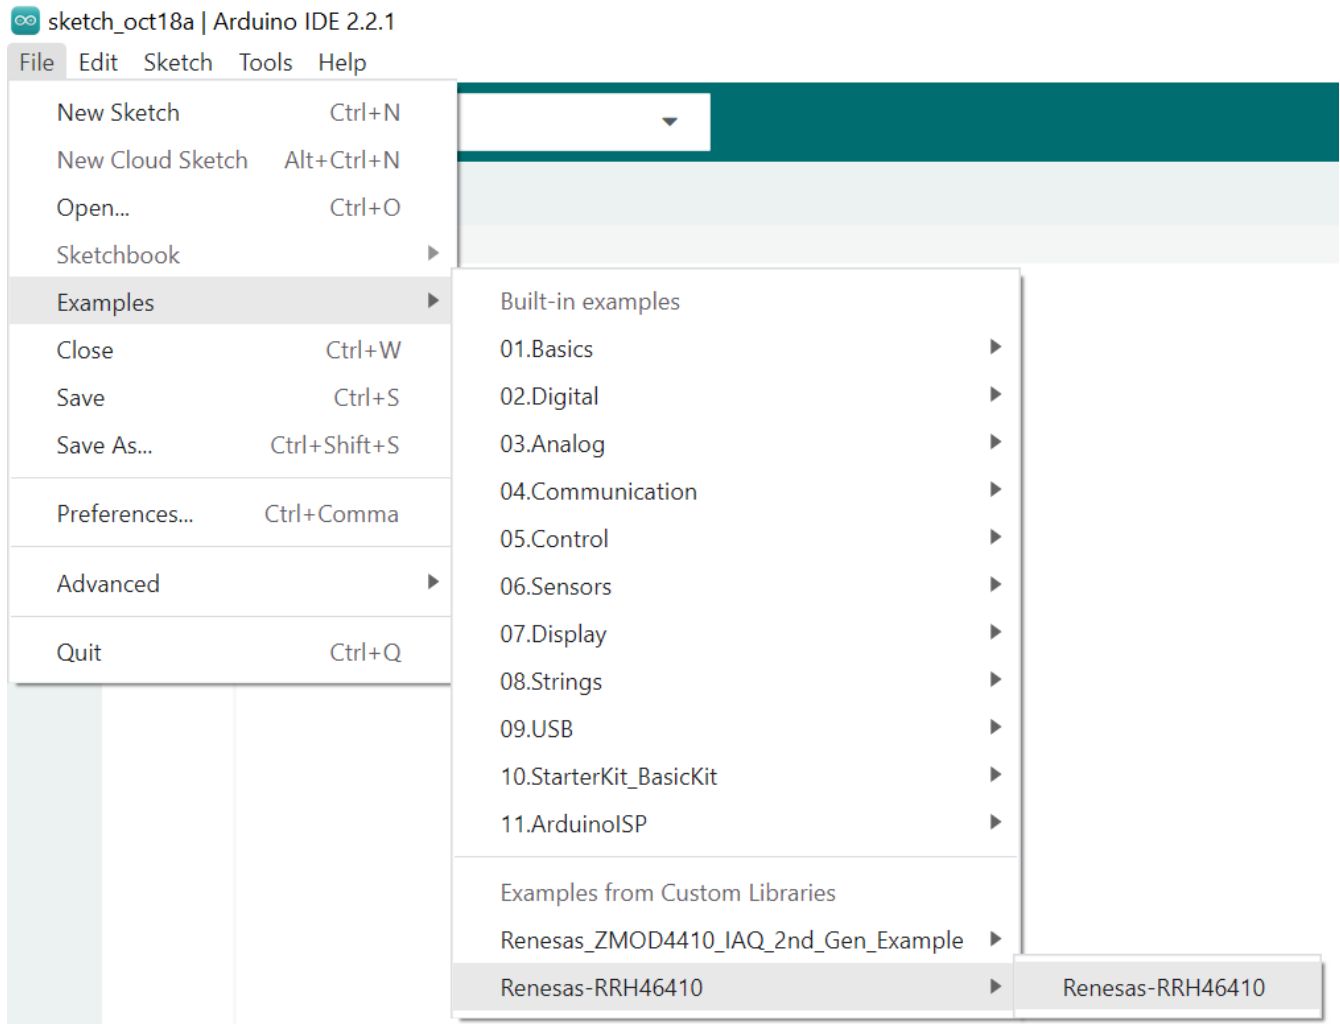 sketch_oct18a | Arduino IDE 2.2.1
File Edit Sketch Tools Help
New Sketch Ctrl+N
New Cloud Sketch Alt+Ctrl+N
Open... Ctrl+O
Sketchbook
Examples
Close Ctrl+W
Save Ctrl+S
Save As... Ctrl+Shift+S
Preferences... Ctrl+Comma
Advanced
Quit Ctrl+Q
Built-in examples
01.Basics
02.Digital
03.Analog
04.Communication
05.Control
06.Sensors
07.Display
08.Strings
09.USB
10.StarterKit_BasicKit
11.ArduinoISP
Examples from Custom Libraries
Renesas_ZMOD4410_IAQ_2nd_Gen_Example
Renesas-RRH46410
Renesas-RRH46410